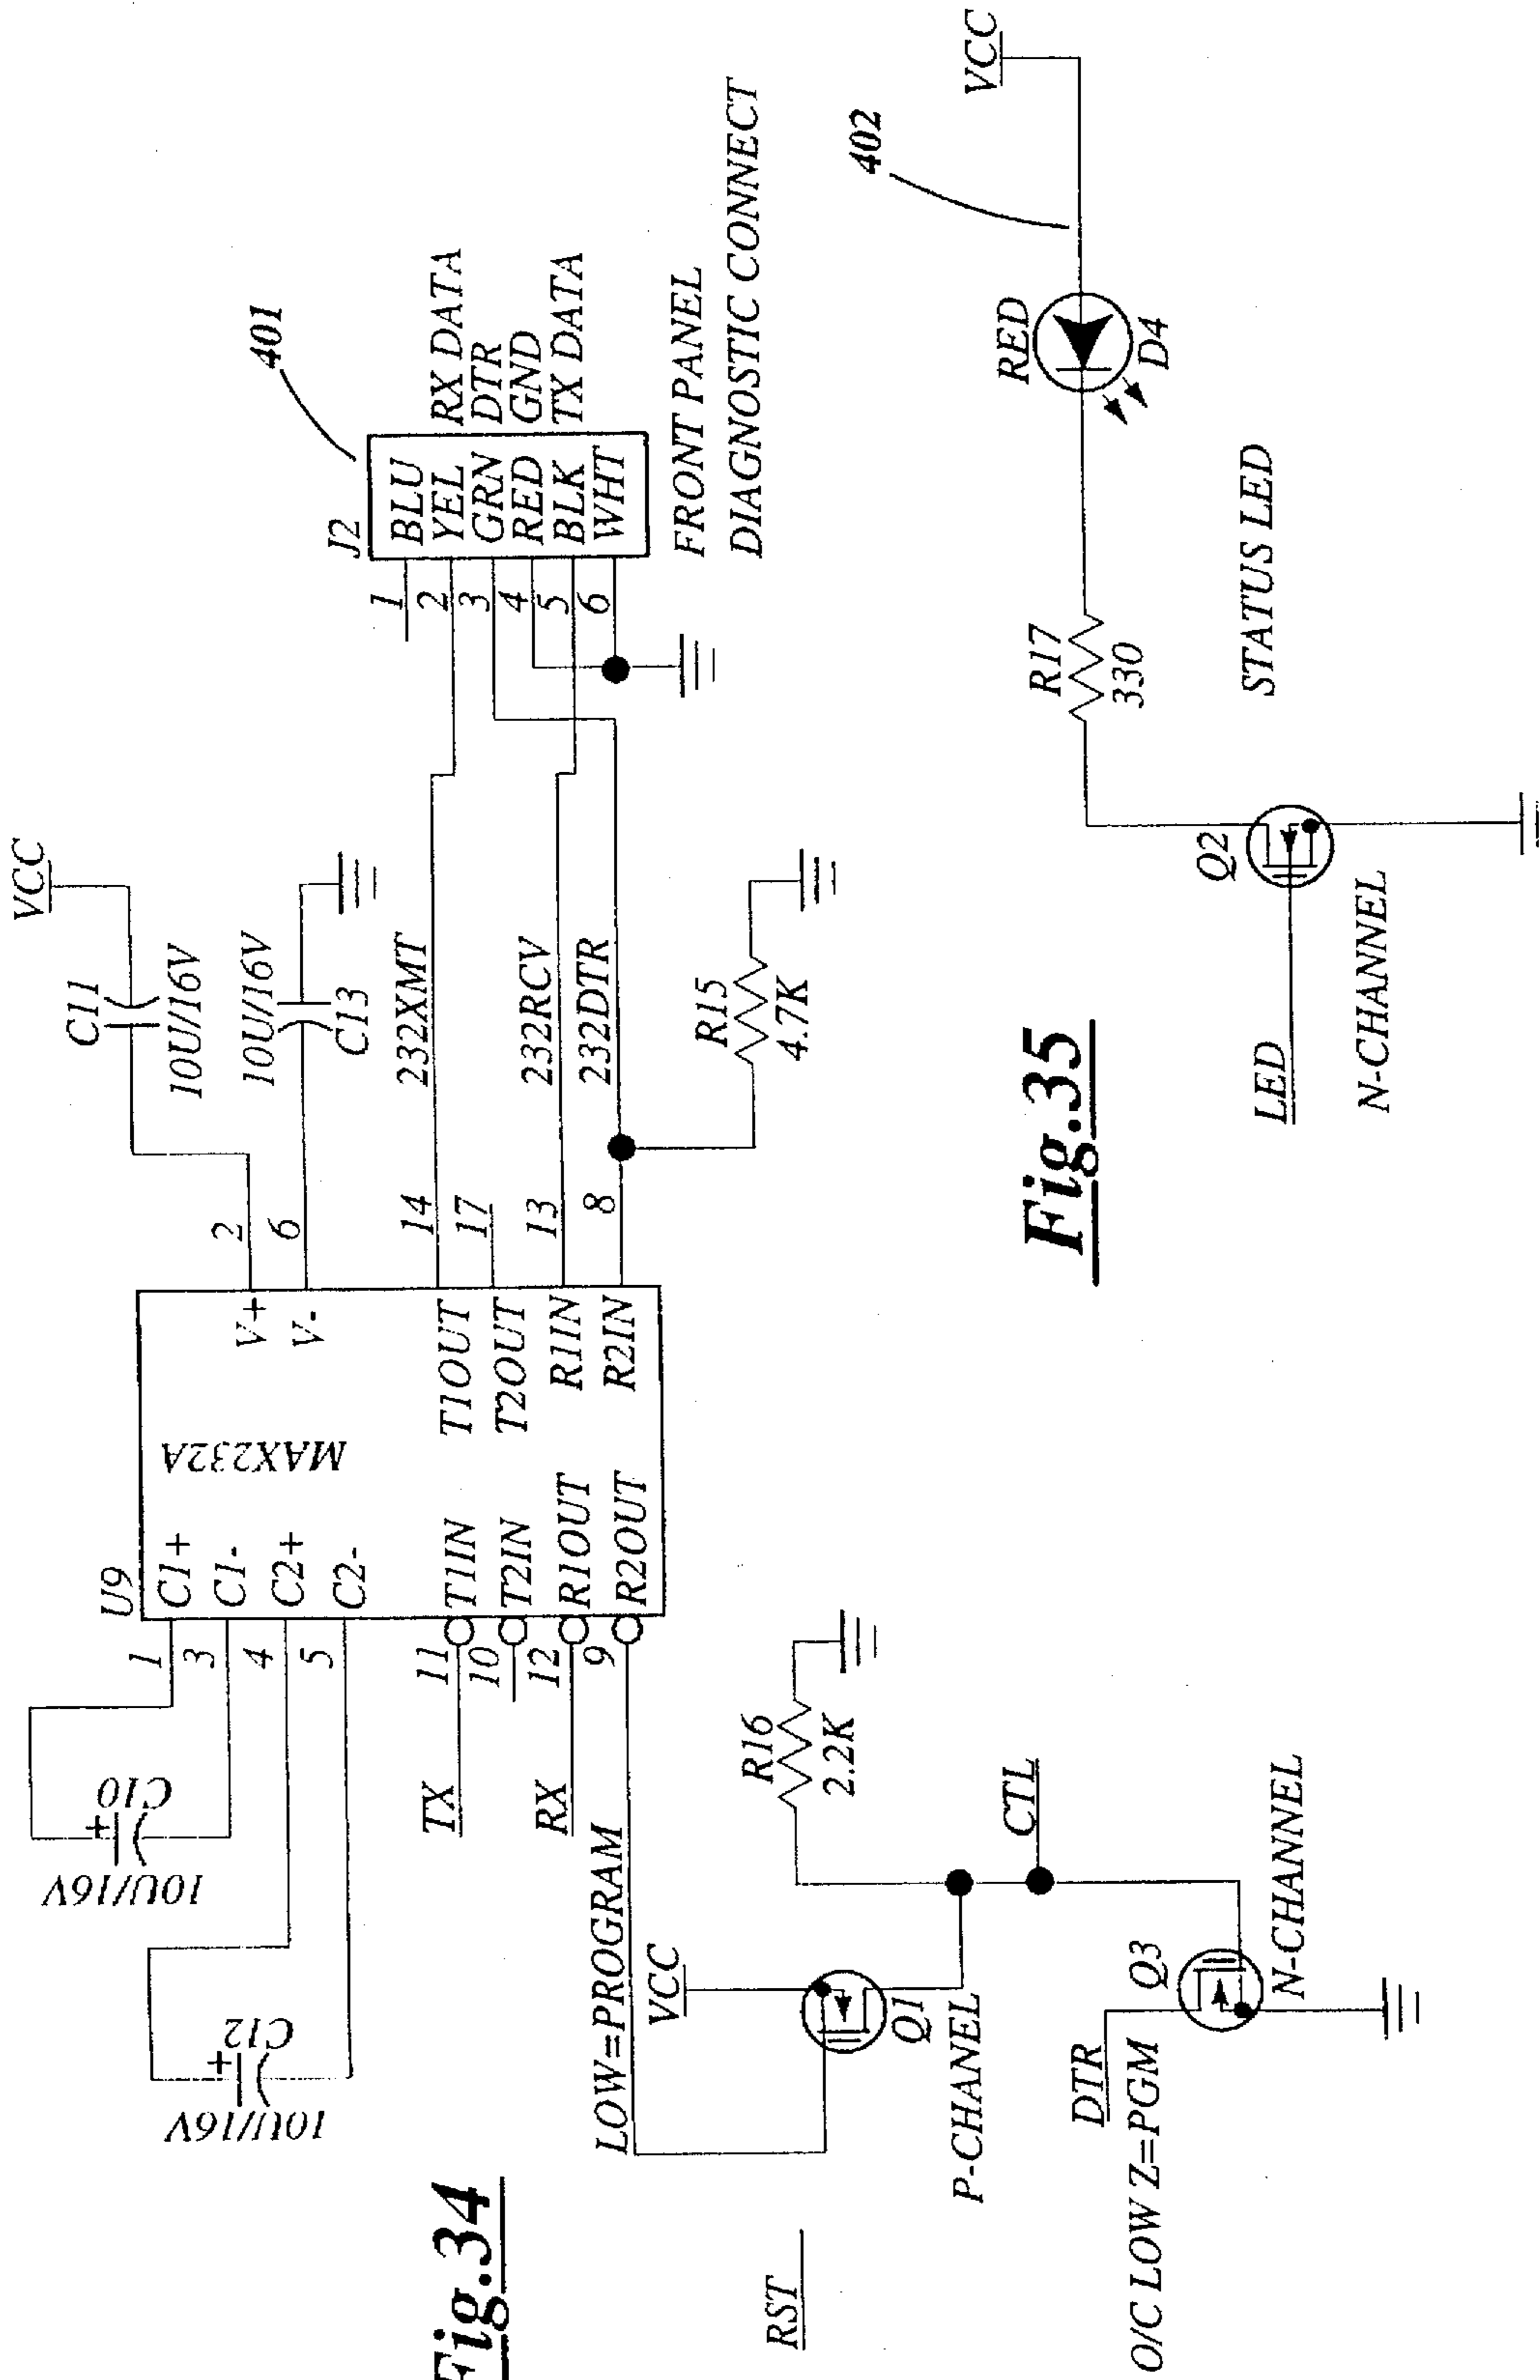 Fig.34
U9
MAX232A
C1+
C1-
C2+
C2-
T1IN
T2IN
R1OUT
R2OUT
V+
V-
T1OUT
T2OUT
R1IN
R2IN
1
3
4
5
11
10
12
9
2
6
14
17
13
8
C10
10U/16V
C12
10U/16V
VCC
C11
10U/16V
10U/16V
C13
232XMT
232RCV
232DTR
R15
4.7K
J2
1
2
3
4
5
6
BLU
YEL
GRN
RED
BLK
WHT
RX DATA
DTR
GND
TX DATA
401
FRONT PANEL
DIAGNOSTIC CONNECT
TX
RX
LOW=PROGRAM
VCC
Q1
P-CHANEL
R16
2.2K
CTL
RST
DTR
O/C LOW Z=PGM
Q3
N-CHANNEL
Fig.35
LED
N-CHANNEL
Q2
R17
330
STATUS LED
RED
D4
402
VCC